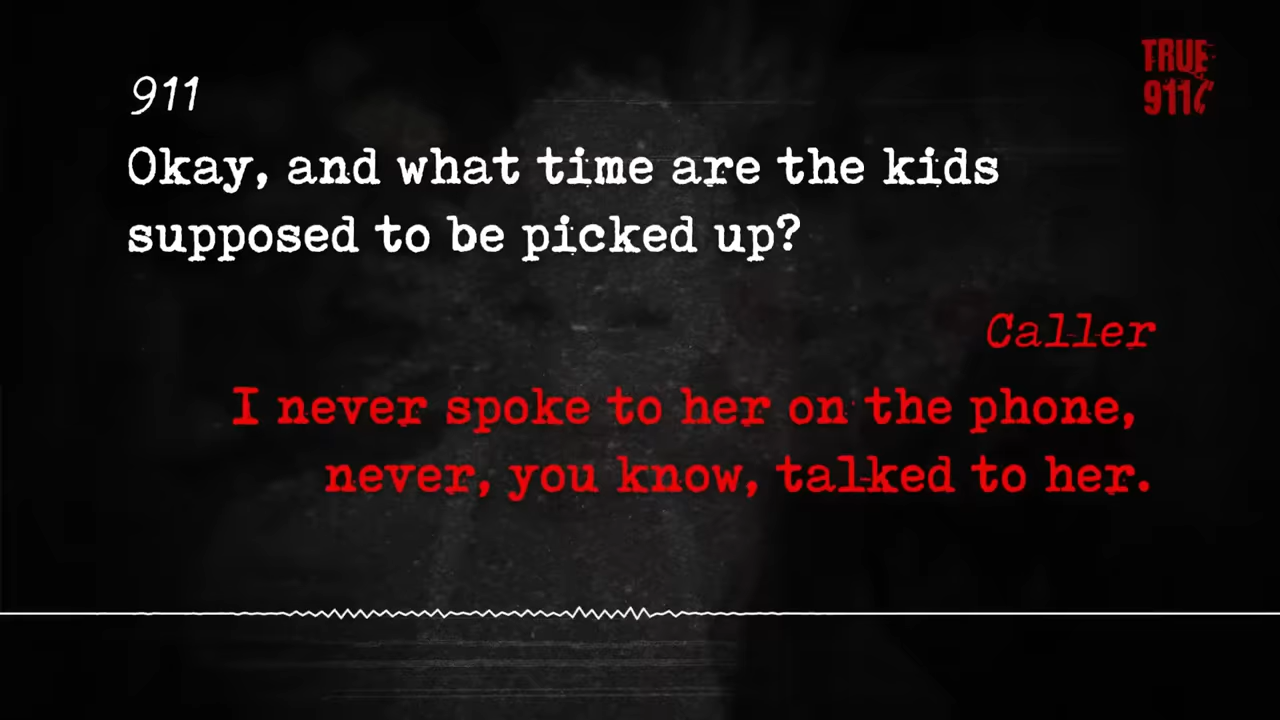 TRUE
911
911
Okay, and what time are the kids
supposed to be picked up?
Caller
I never spoke to her on the phone,
never, you know, talked to her.